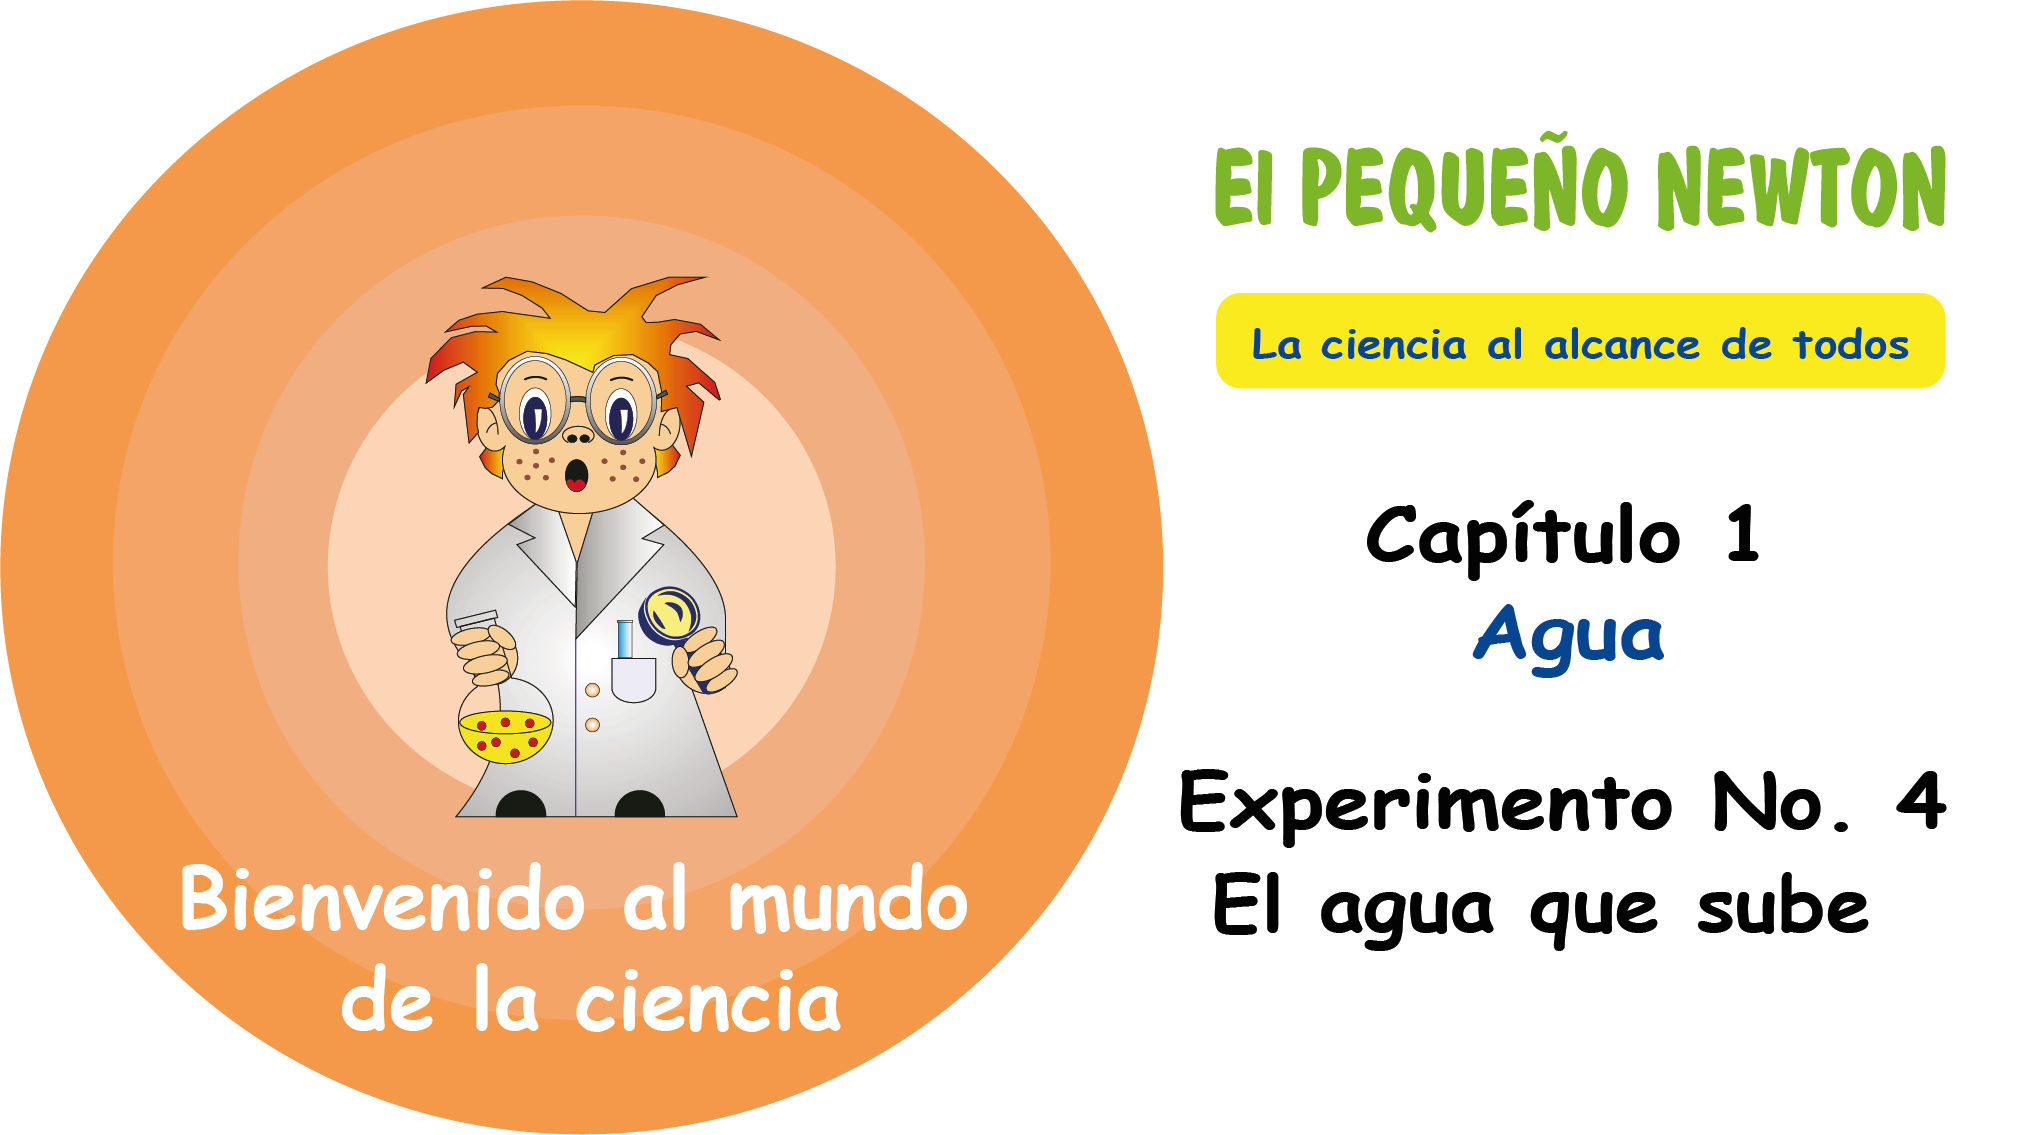 El PEQUEÑO NEWTON
La ciencia al alcance de todos
Capítulo 1
Agua
Experimento No. 4
El agua que sube
Bienvenido al mundo
de la ciencia